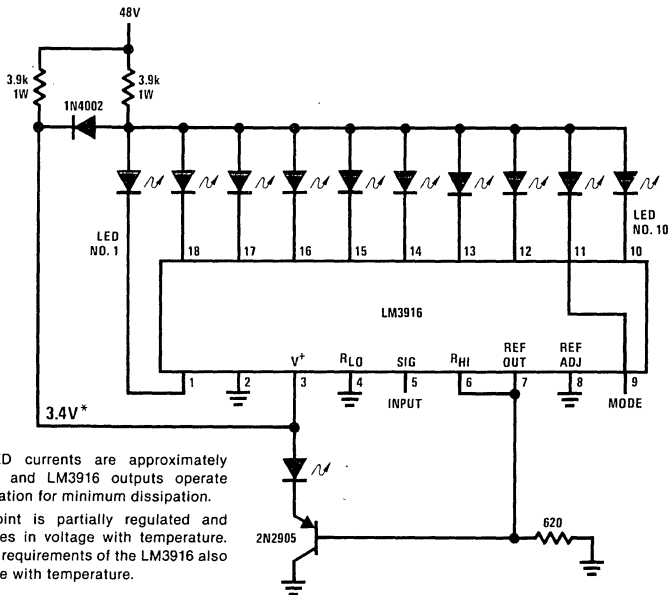 48V
3.9k
1W
3.9k
1W
1N4002
LED
NO. 1
LED
NO. 10
18
17
16
15
14
13
12
11
10
LM3916
V+
RLO
SIG
RHI
REF
OUT
REF
ADJ
1
2
3
4
5
6
7
8
9
INPUT
MODE
3.4V*
ED currents are approximately
and LM3916 outputs operate
ation for minimum dissipation.
oint is partially regulated and
es in voltage with temperature.
requirements of the LM3916 also
e with temperature.
2N2905
620